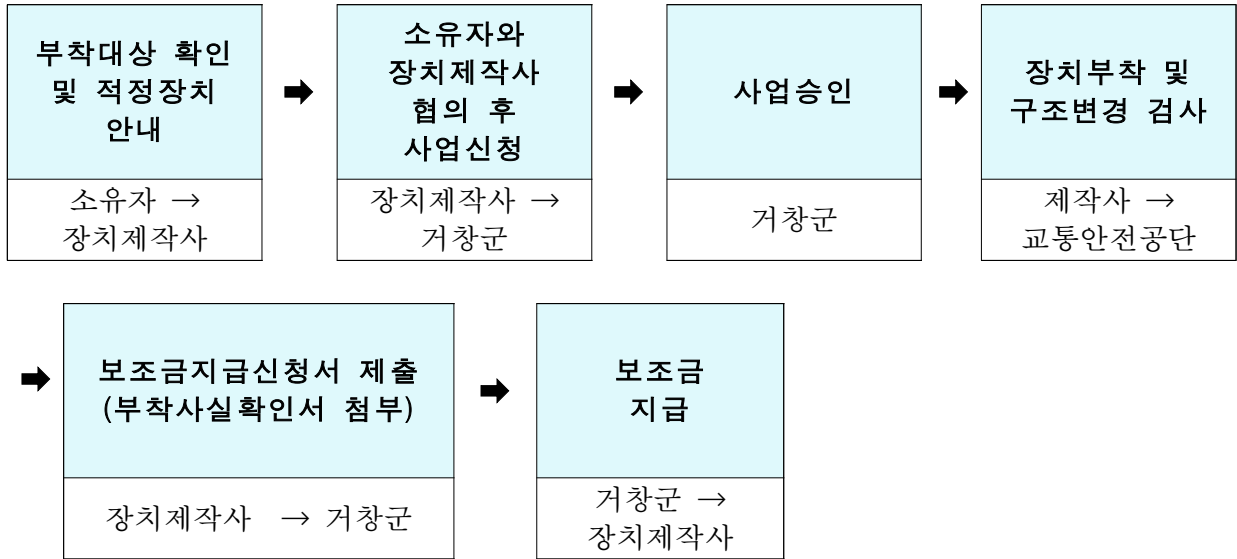 부착대상 확인
및 적정장치
안내
소유자 →
장치제작사
➡
소유자와
장치제작사
협의 후
사업신청
장치제작사 →
거창군
➡
사업승인
거창군
➡
장치부착 및
구조변경 검사
제작사 →
교통안전공단
➡
보조금지급신청서 제출
(부착사실확인서 첨부)
장치제작사 → 거창군
➡
보조금
지급
거창군 →
장치제작사